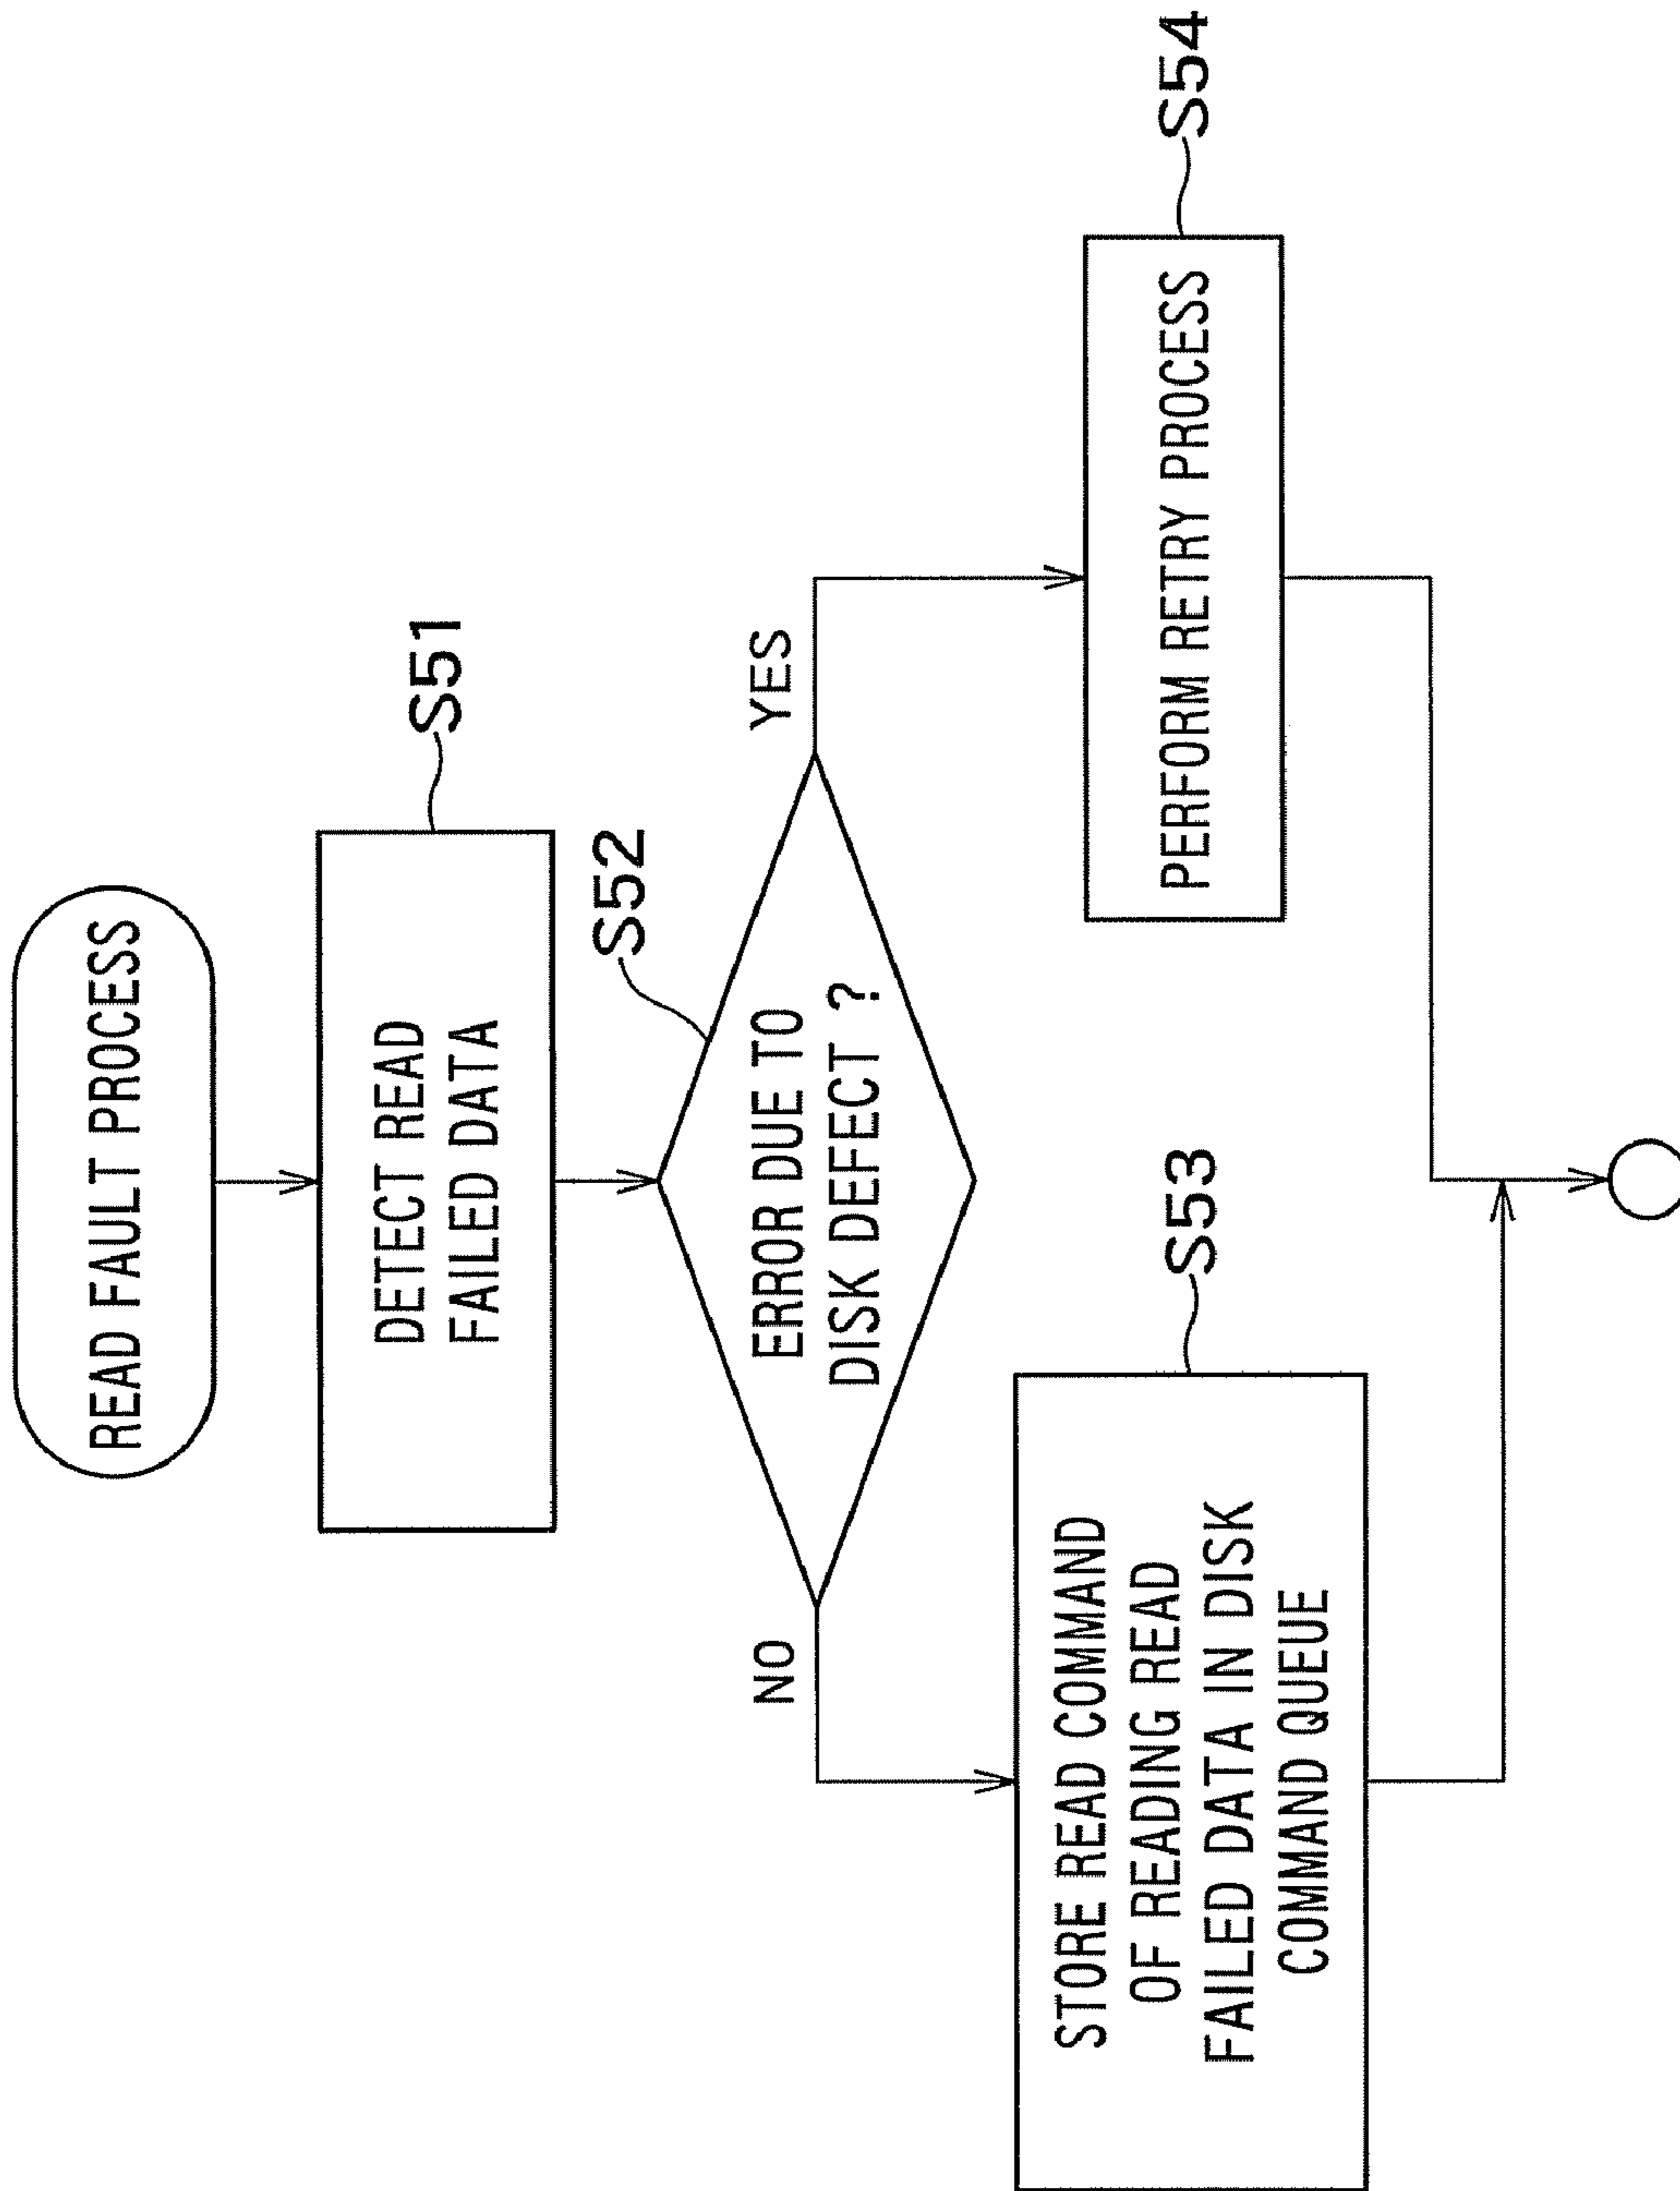 READ FAULT PROCESS
S51
DETECT READ
FAILED DATA
S52
ERROR DUE TO
DISK DEFECT ?
NO
YES
S53
STORE READ COMMAND
OF READING READ
FAILED DATA IN DISK
COMMAND QUEUE
S54
PERFORM RETRY PROCESS